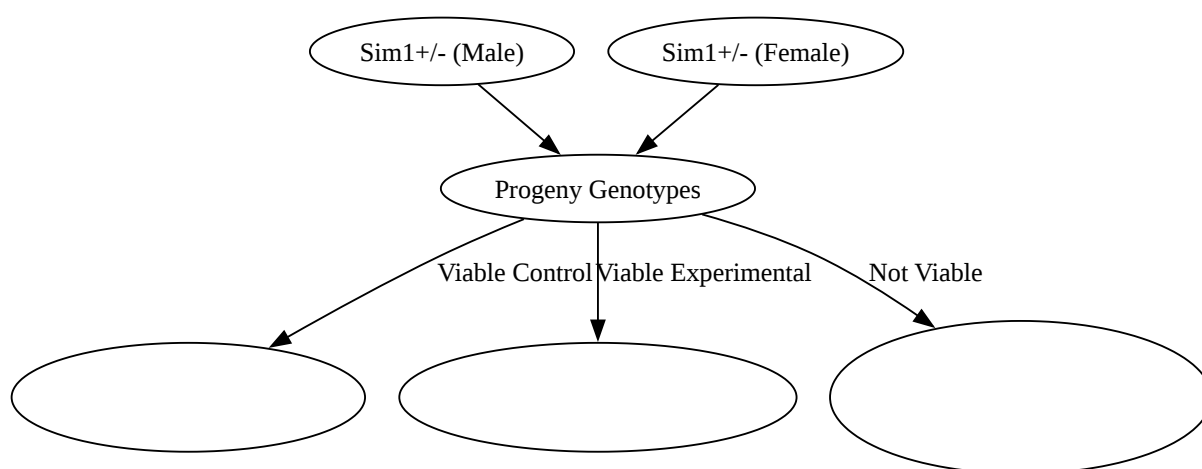 Sim1+/- (Male)
Sim1+/- (Female)
Progeny Genotypes
Viable Control
Viable Experimental
Not Viable